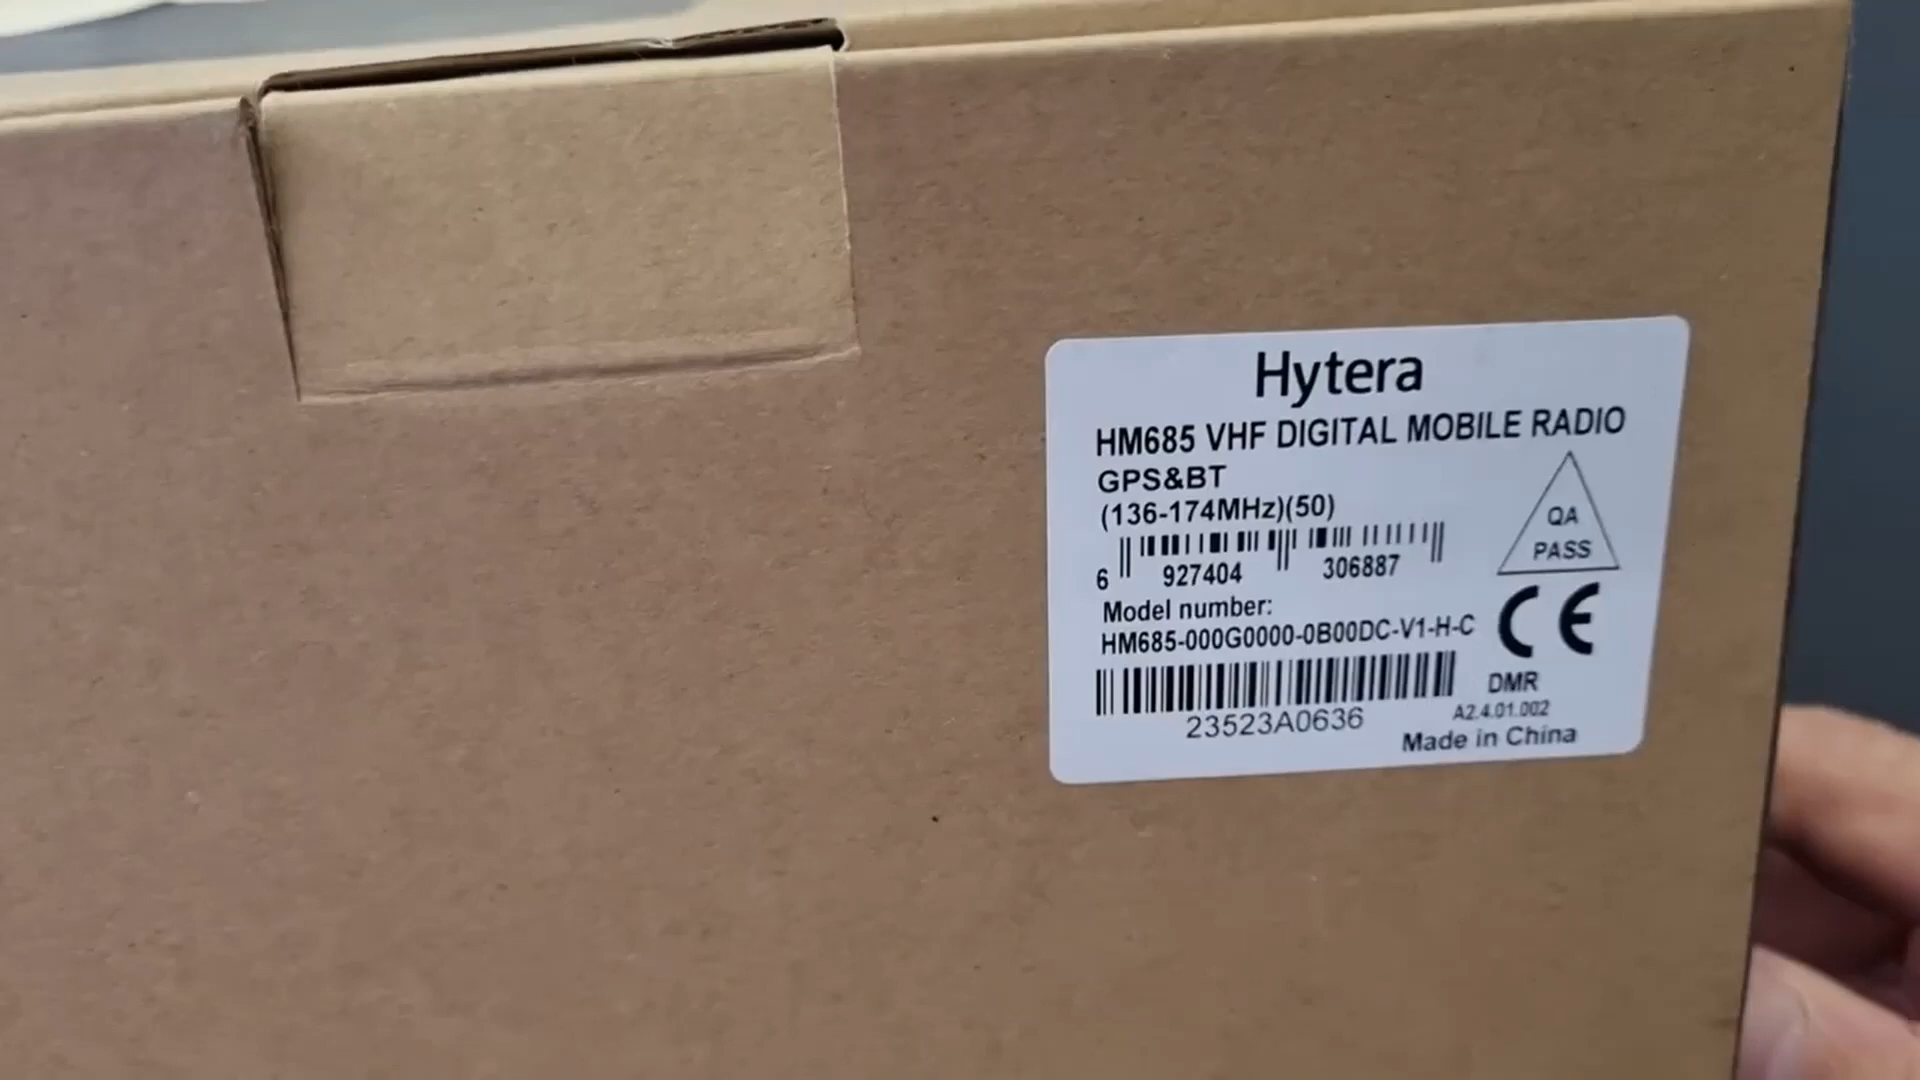 Hytera
HM685 VHF DIGITAL MOBILE RADIO
GPS&BT
(136-174MHz)(50)
QA
PASS
6 927404 306887
Model number:
HM685-000G0000-0B00DC-V1-H-C
CE
DMR
23523A0636
A2.4.01.002
Made in China